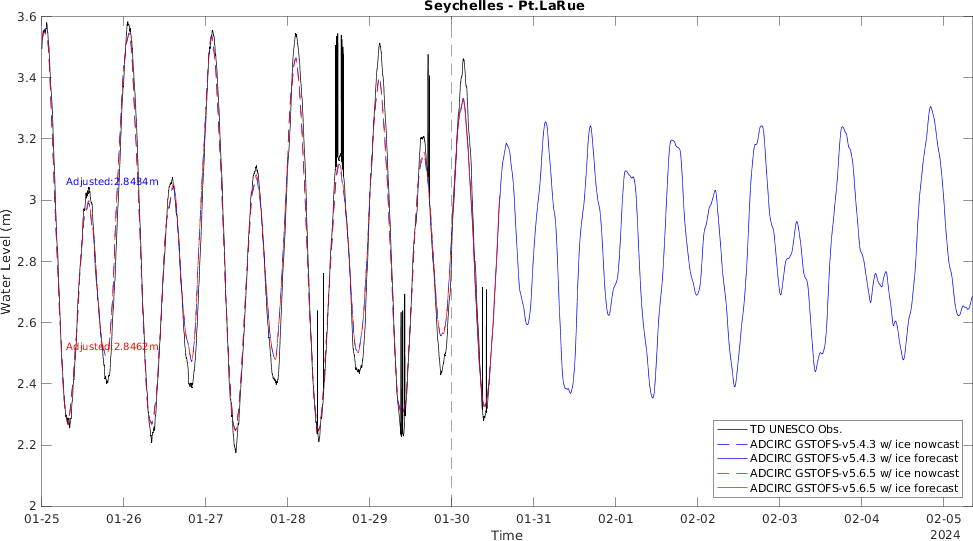 Seychelles - Pt.LaRue
Water Level (m)
3.6
3.4
3.2
3
2.8
2.6
2.4
2.2
2
Adjusted:2.8434m
Adjusted:2.8462m
TD UNESCO Obs.
ADCIRC GSTOFS-v5.4.3 w/ ice nowcast
ADCIRC GSTOFS-v5.4.3 w/ ice forecast
ADCIRC GSTOFS-v5.6.5 w/ ice nowcast
ADCIRC GSTOFS-v5.6.5 w/ ice forecast
01-25 01-26 01-27 01-28 01-29 01-30 01-31 02-01 02-02 02-03 02-04 02-05
2024
Time